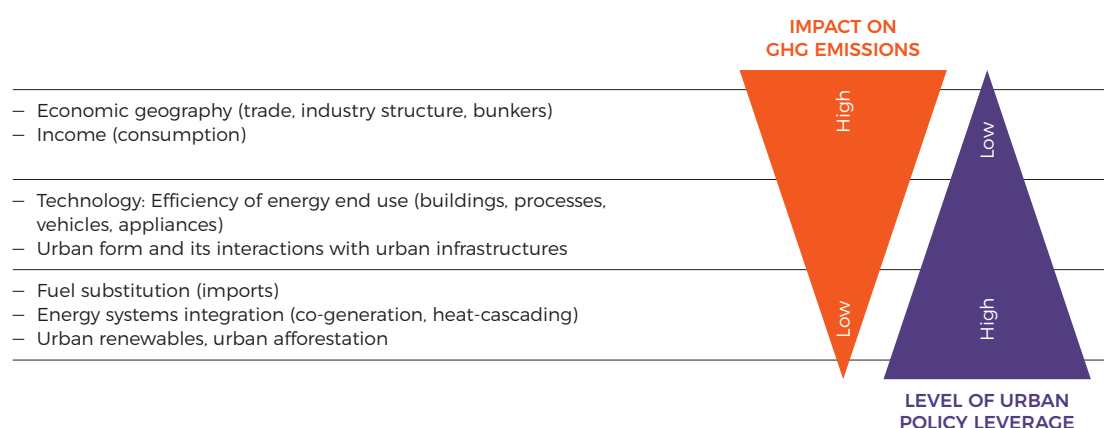 IMPACT ON
GHG EMISSIONS
– Economic geography (trade, industry structure, bunkers)
– Income (consumption)
High
Low
– Technology: Efficiency of energy end use (buildings, processes,
vehicles, appliances)
– Urban form and its interactions with urban infrastructures
– Fuel substitution (imports)
– Energy systems integration (co-generation, heat-cascading)
– Urban renewables, urban afforestation
Low
High
LEVEL OF URBAN
POLICY LEVERAGE